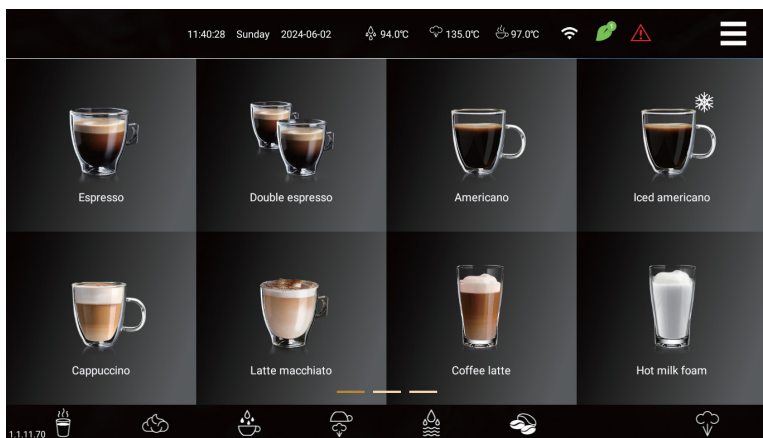 11:40:28 Sunday 2024-06-02 94.0℃ 135.0℃ 97.0℃ 1
Espresso
Double espresso
Americano
Iced americano
Cappuccino
Latte macchiato
Coffee latte
Hot milk foam
1.1.11.70